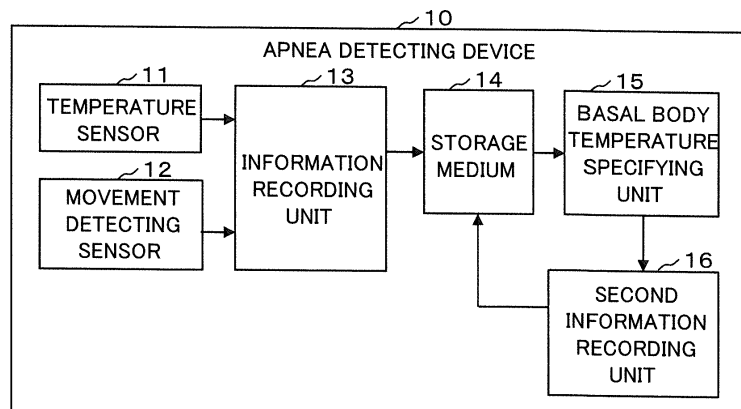 10
APNEA DETECTING DEVICE
11
TEMPERATURE
SENSOR
12
MOVEMENT
DETECTING
SENSOR
13
INFORMATION
RECORDING
UNIT
14
STORAGE
MEDIUM
15
BASAL BODY
TEMPERATURE
SPECIFYING
UNIT
16
SECOND
INFORMATION
RECORDING
UNIT